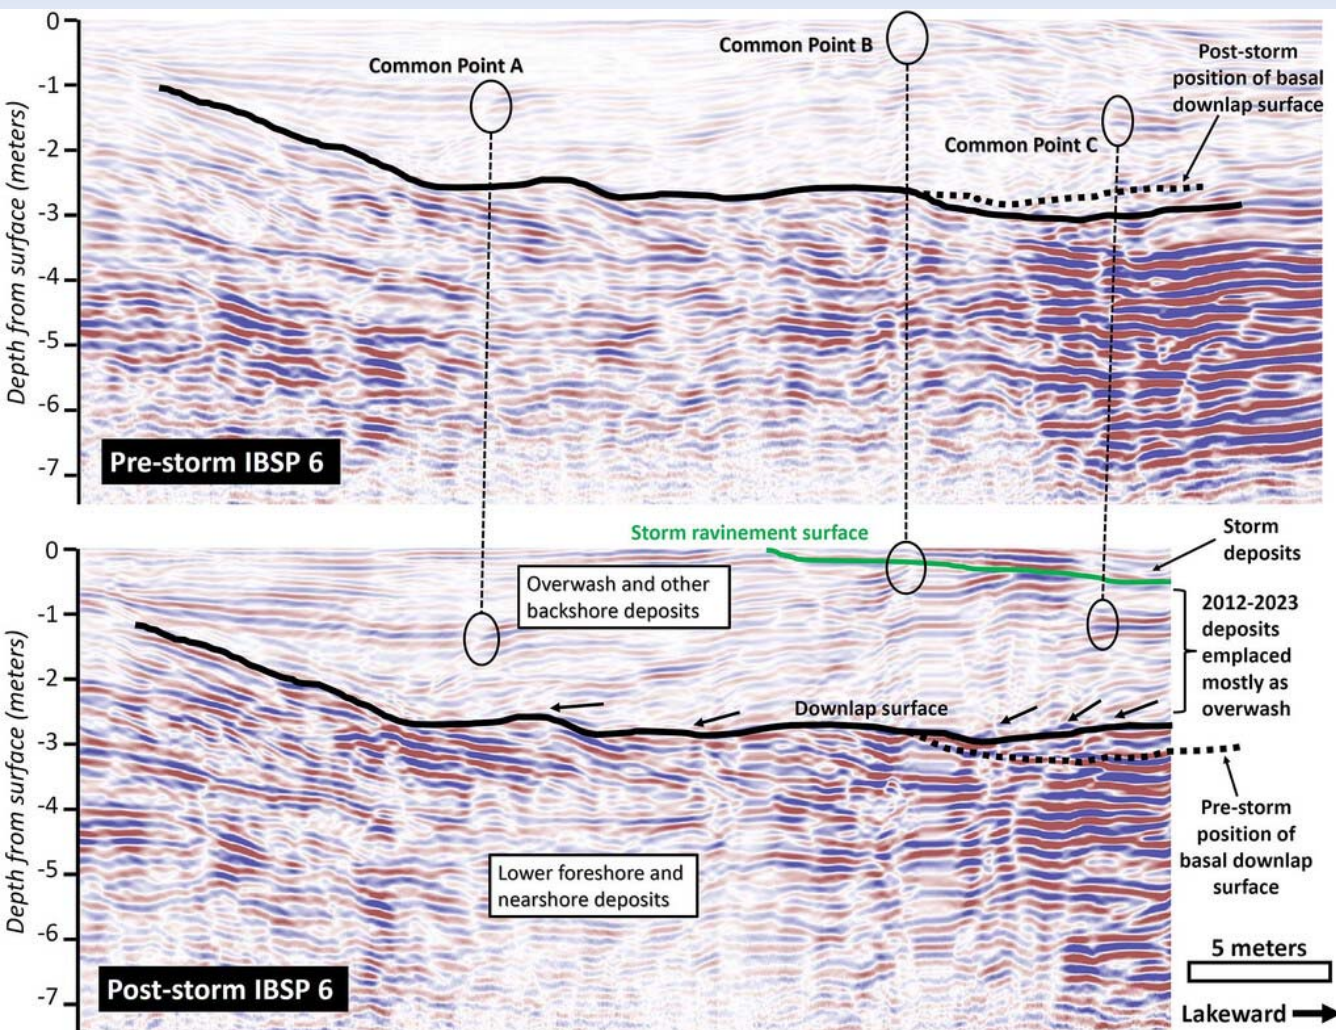 0
-1
-2
-3
-4
-5
-6
-7
Depth from surface (meters)
Common Point A
Common Point B
Common Point C
Post-storm
position of basal
downlap surface
Pre-storm IBSP 6
0
-1
-2
-3
-4
-5
-6
-7
Depth from surface (meters)
Storm ravinement surface
Storm
deposits
Overwash and other
backshore deposits
2012-2023
deposits
emplaced
mostly as
overwash
Downlap surface
Lower foreshore and
nearshore deposits
Pre-storm
position of
basal downlap
surface
Post-storm IBSP 6
5 meters
Lakeward